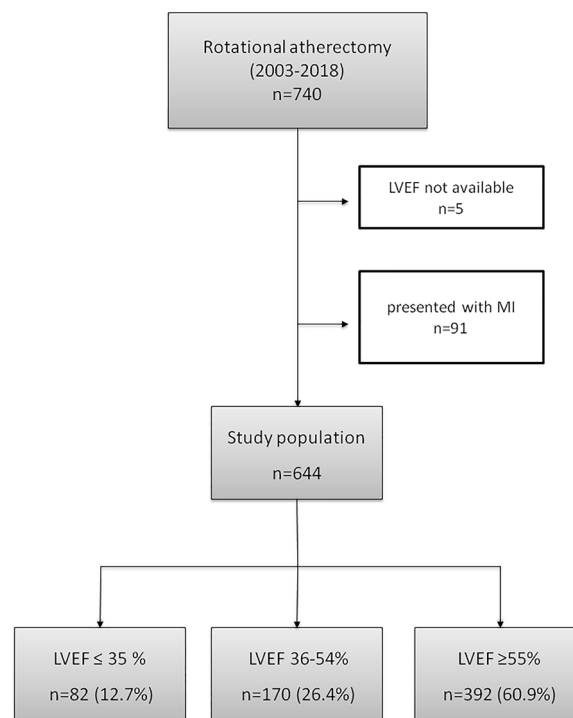 Rotational atherectomy
(2003-2018)
n=740
LVEF not available
n=5
presented with MI
n=91
Study population
n=644
LVEF ≤ 35 %
n=82 (12.7%)
LVEF 36-54%
n=170 (26.4%)
LVEF ≥55%
n=392 (60.9%)